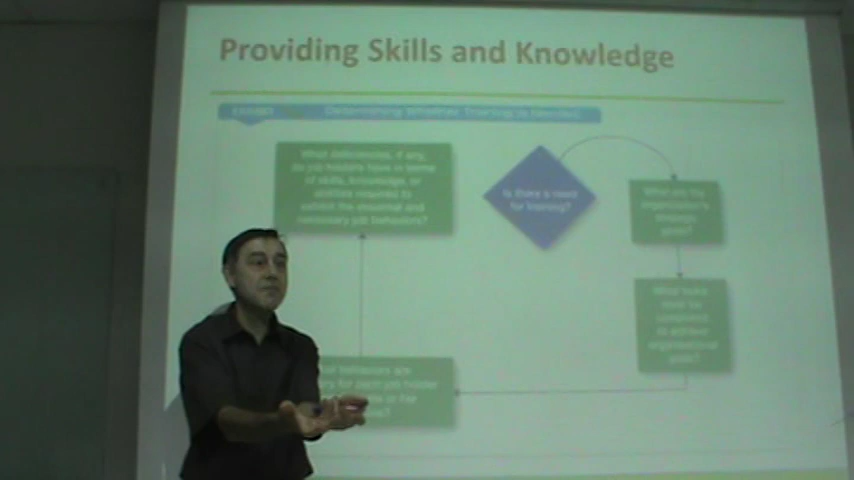 Providing Skills and Knowledge
Determining Whether Training Is Needed
What deficiencies, if any,
do job holders have in terms
of skills, knowledge, or
abilities required to
exhibit the essential and
necessary job behaviors?
Is there a need
for training?
What are the
organization's
strategic
goals?
What tasks
must be
completed
to achieve
organizational
goals?
behaviors are
for each job holder